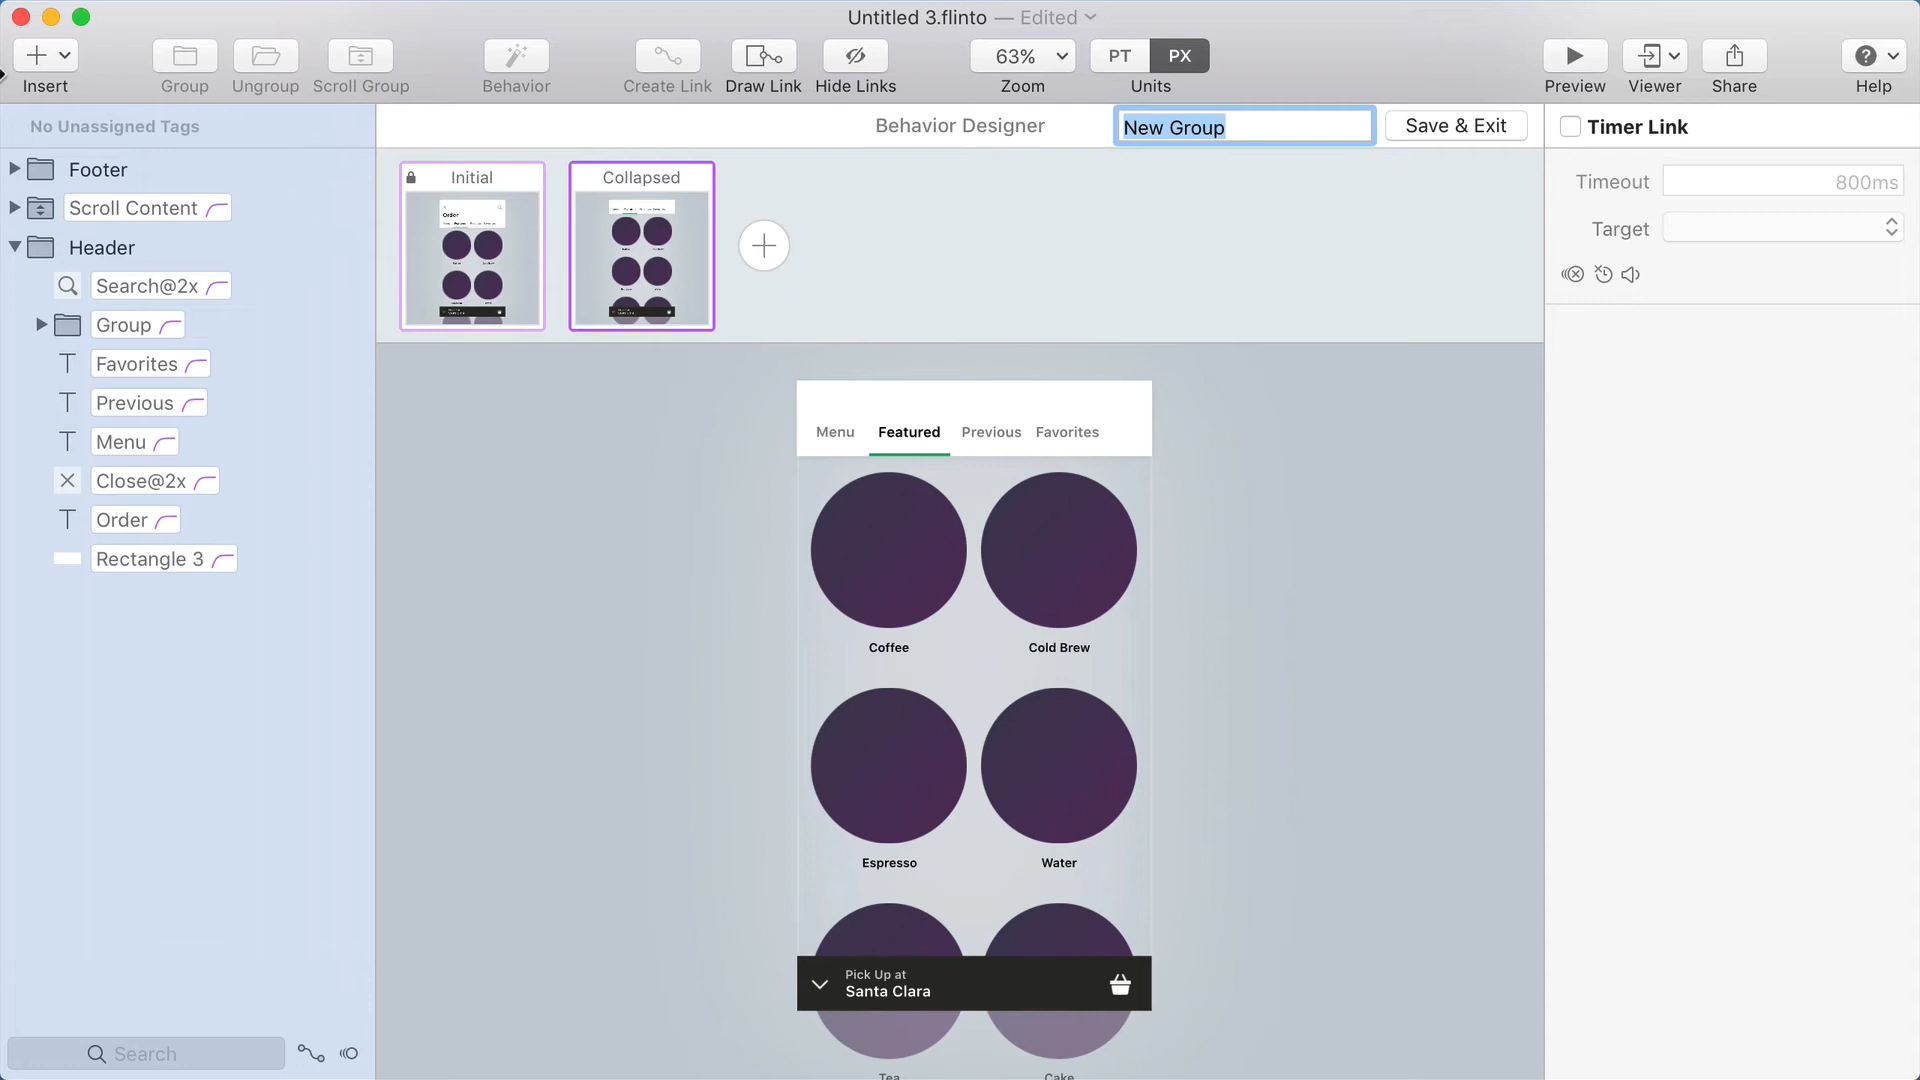 Untitled 3.flinto — Edited
Insert
Group
Ungroup
Scroll Group
Behavior
Create Link
Draw Link
Hide Links
63%
Zoom
PT
PX
Units
Preview
Viewer
Share
Help
No Unassigned Tags
Behavior Designer
New Group
Save & Exit
Timer Link
Footer
Scroll Content
Header
Search@2x
Group
Favorites
Previous
Menu
Close@2x
Order
Rectangle 3
Search
Initial
Order
Collapsed
Timeout
800ms
Target
Menu
Featured
Previous
Favorites
Coffee
Cold Brew
Espresso
Water
Pick Up at
Santa Clara
Tea
Cake